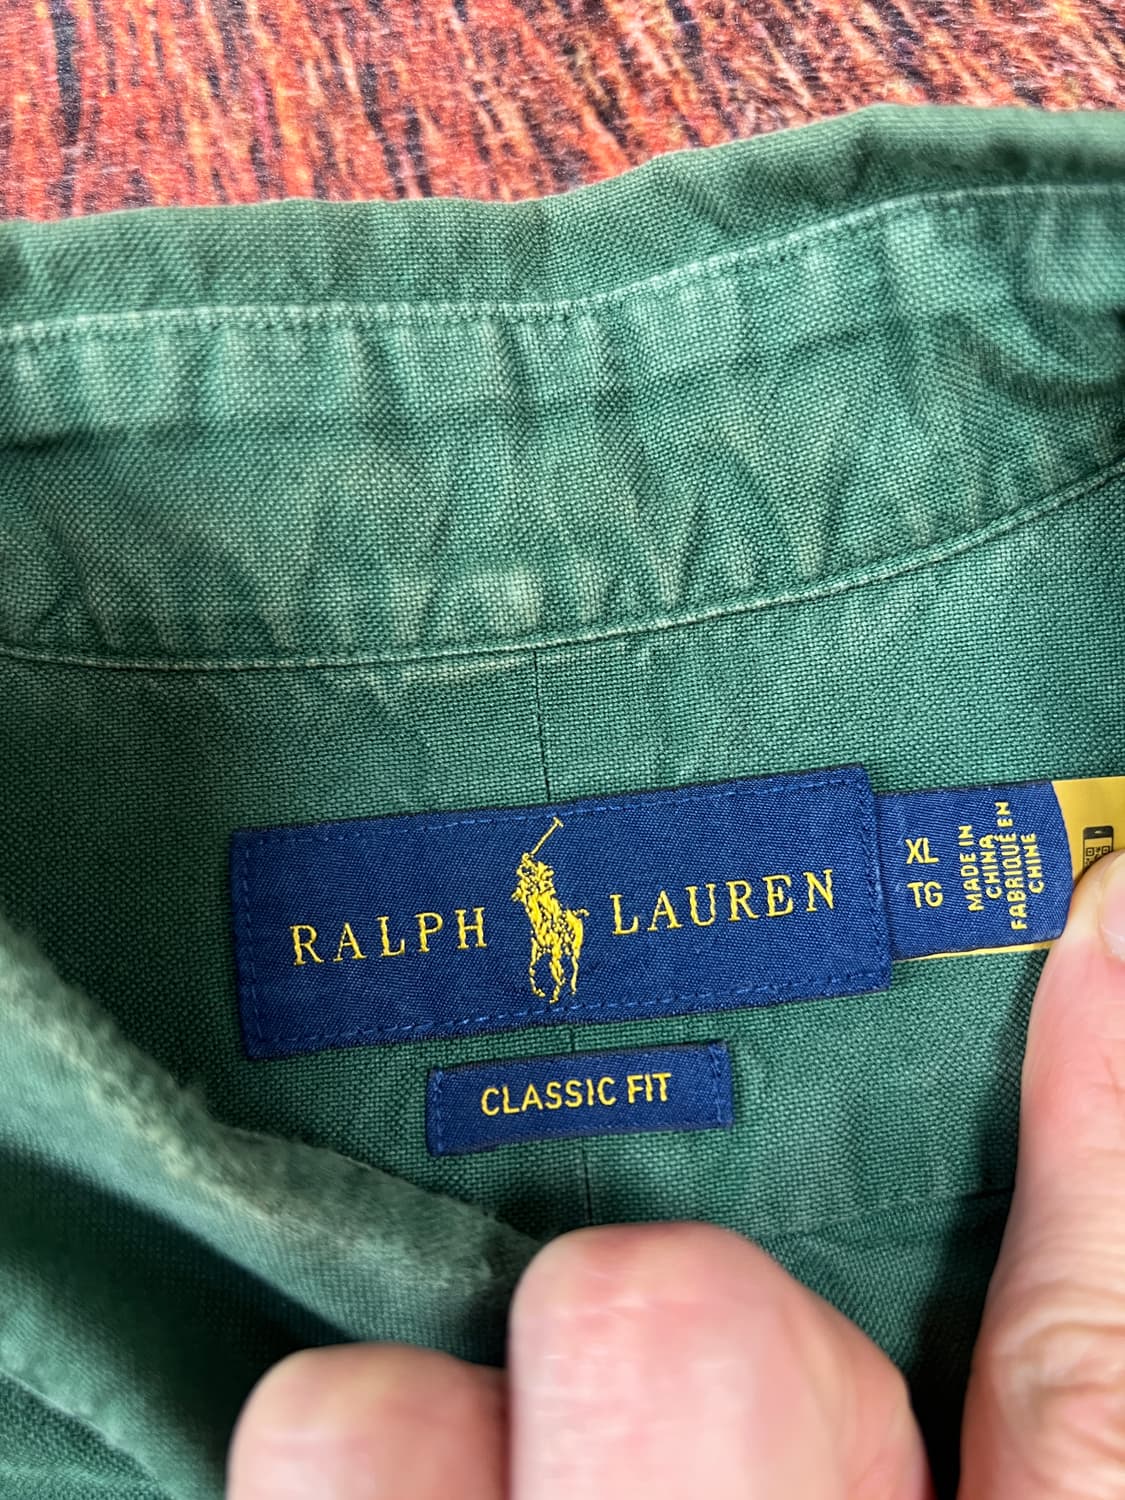 RALPH LAUREN
CLASSIC FIT
XL
TG
MADE IN
CHINA
FABRIQUÉ EN
CHINE